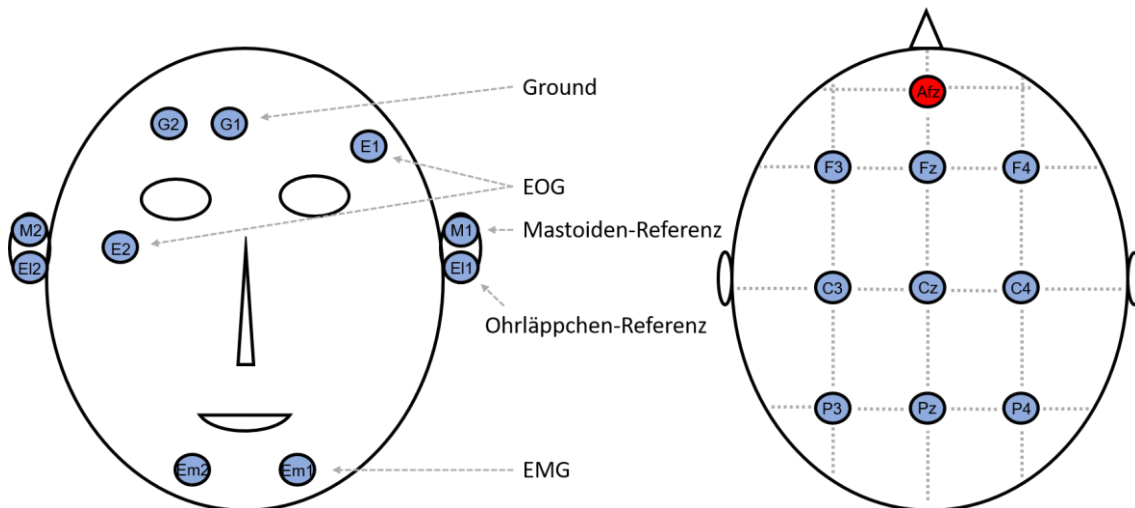 Ground
G2 G1
E1
EOG
M2 M1 Mastoiden-Referenz
E2
El2 El1
Ohrläppchen-Referenz
Em2 Em1 EMG
Afz
F3 Fz F4
C3 Cz C4
P3 Pz P4